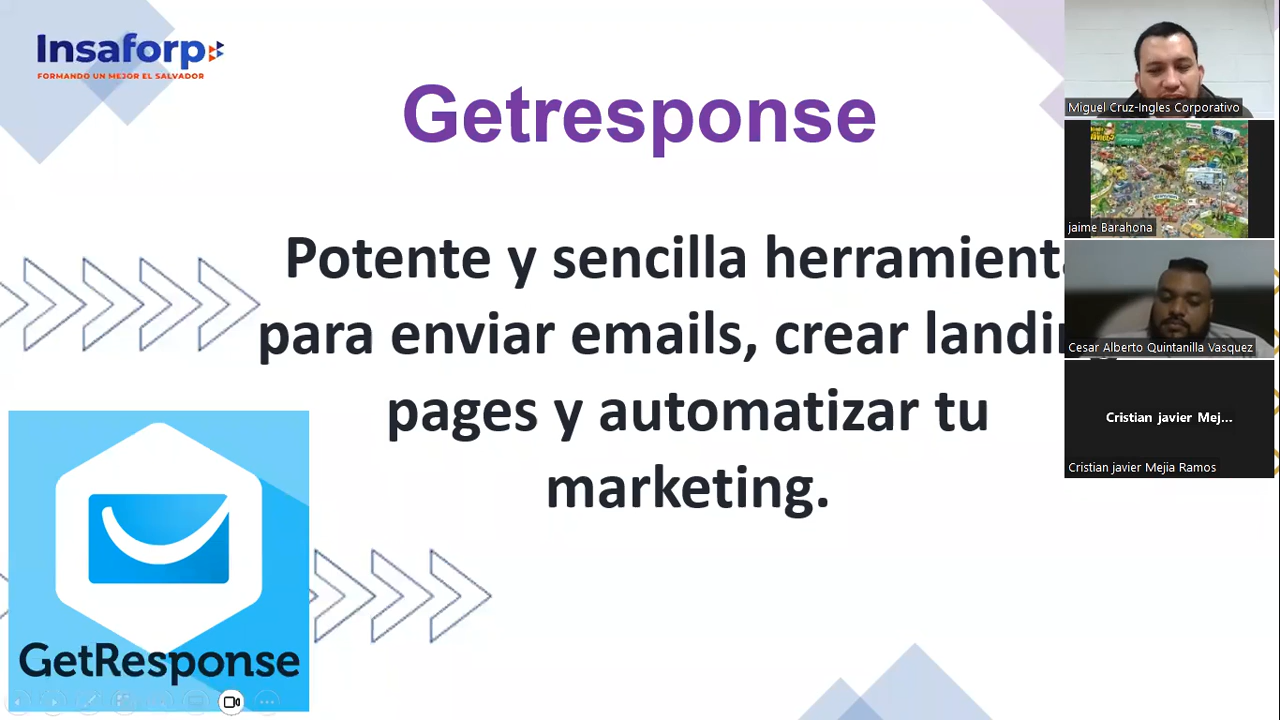 Insaforp
FORMANDO UN MEJOR EL SALVADOR
Getresponse
Potente y sencilla herramient
para enviar emails, crear landi
pages y automatizar tu
marketing.
GetResponse
Miguel Cruz-Ingles Corporativo
jaime Barahona
Cesar Alberto Quintanilla Vasquez
Cristian javier Mej...
Cristian javier Mejia Ramos